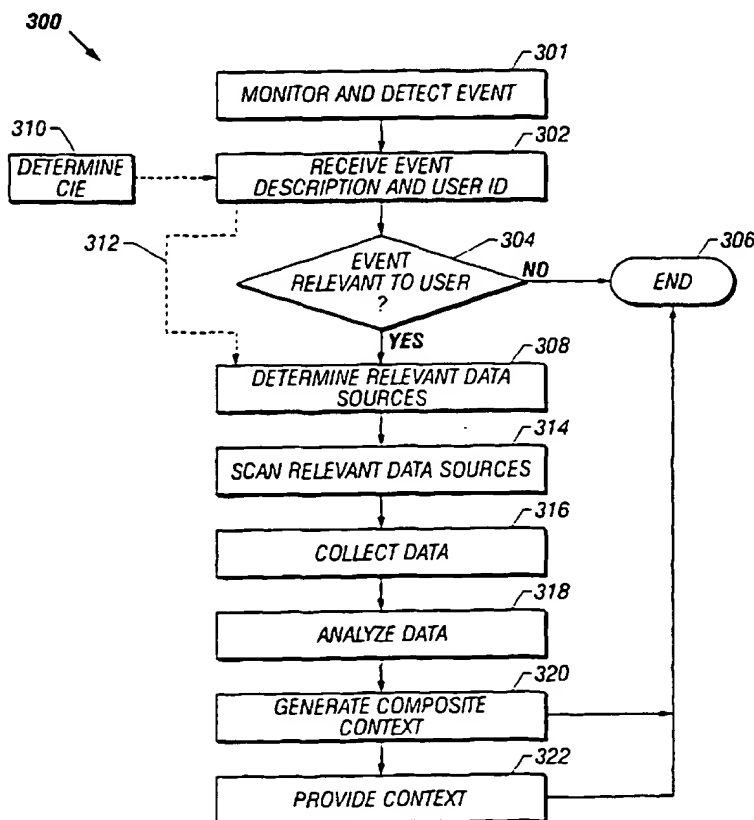 300
301
MONITOR AND DETECT EVENT
310
302
DETERMINE
CIE
RECEIVE EVENT
DESCRIPTION AND USER ID
312
304
306
EVENT
RELEVANT TO USER
?
NO
END
YES
308
DETERMINE RELEVANT DATA
SOURCES
314
SCAN RELEVANT DATA SOURCES
316
COLLECT DATA
318
ANALYZE DATA
320
GENERATE COMPOSITE
CONTEXT
322
PROVIDE CONTEXT